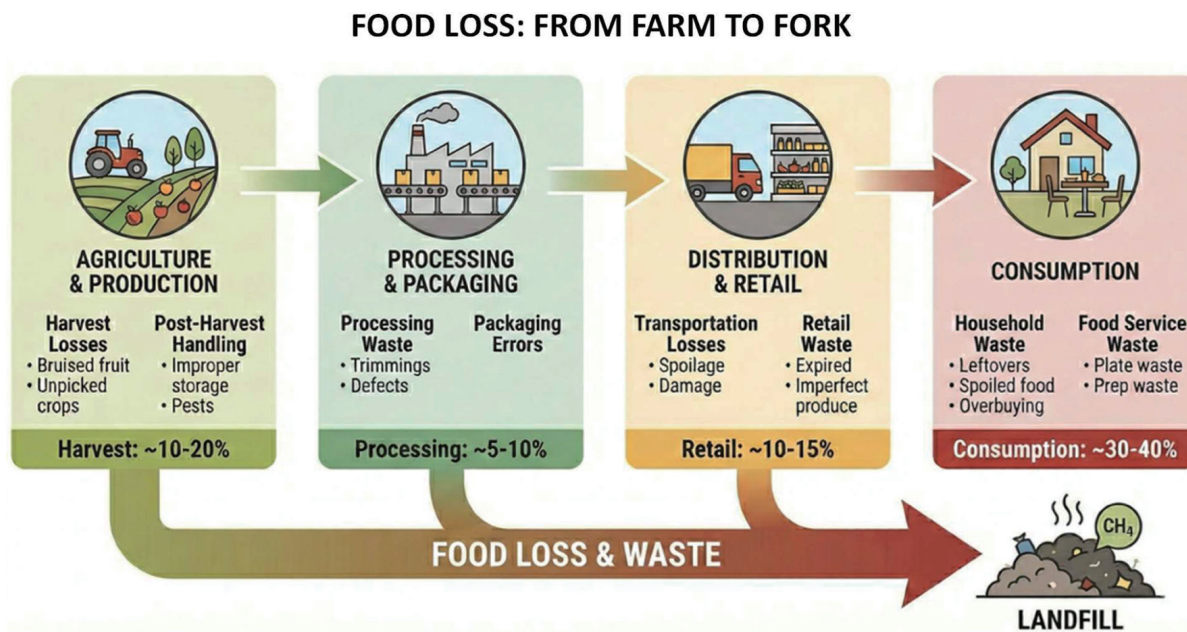 FOOD LOSS: FROM FARM TO FORK
AGRICULTURE
& PRODUCTION
Harvest
Losses
• Bruised fruit
• Unpicked
crops
Post-Harvest
Handling
• Improper
storage
• Pests
Harvest: ~10-20%
PROCESSING
& PACKAGING
Processing
Waste
• Trimmings
• Defects
Packaging
Errors
Processing: ~5-10%
DISTRIBUTION
& RETAIL
Transportation
Losses
• Spoilage
• Damage
Retail
Waste
• Expired
• Imperfect
produce
Retail: ~10-15%
CONSUMPTION
Household
Waste
• Leftovers
• Spoiled food
• Overbuying
Food Service
Waste
• Plate waste
• Prep waste
Consumption: ~30-40%
FOOD LOSS & WASTE
CH₄
LANDFILL